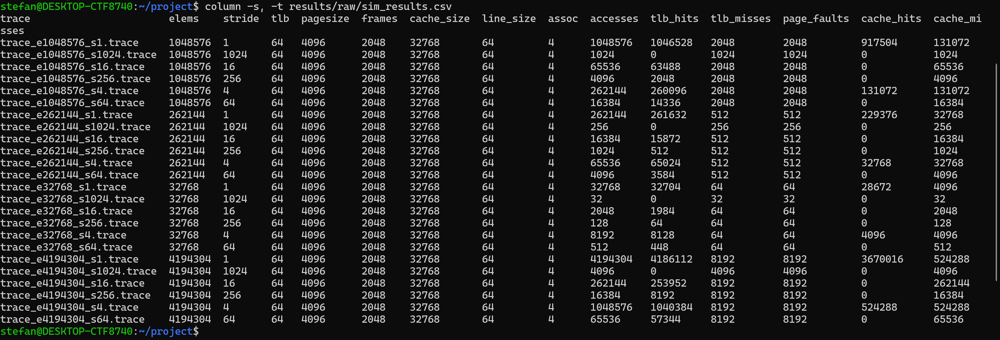 stefan@DESKTOP-CTF8740:~/project$ column -s, -t results/raw/sim_results.csv
trace elems stride tlb pagesize frames cache_size line_size assoc accesses tlb_hits tlb_misses page_faults cache_hits cache_mi
sses
trace_e1048576_s1.trace 1048576 1 64 4096 2048 32768 64 4 1048576 1046528 2048 2048 917504 131072
trace_e1048576_s1024.trace 1048576 1024 64 4096 2048 32768 64 4 1024 0 1024 1024 0 1024
trace_e1048576_s16.trace 1048576 16 64 4096 2048 32768 64 4 65536 63488 2048 2048 0 65536
trace_e1048576_s256.trace 1048576 256 64 4096 2048 32768 64 4 4096 2048 2048 2048 0 4096
trace_e1048576_s4.trace 1048576 4 64 4096 2048 32768 64 4 262144 260096 2048 2048 131072 131072
trace_e1048576_s64.trace 1048576 64 64 4096 2048 32768 64 4 16384 14336 2048 2048 0 16384
trace_e262144_s1.trace 262144 1 64 4096 2048 32768 64 4 262144 261632 512 512 229376 32768
trace_e262144_s1024.trace 262144 1024 64 4096 2048 32768 64 4 256 0 256 256 0 256
trace_e262144_s16.trace 262144 16 64 4096 2048 32768 64 4 16384 15872 512 512 0 16384
trace_e262144_s256.trace 262144 256 64 4096 2048 32768 64 4 1024 512 512 512 0 1024
trace_e262144_s4.trace 262144 4 64 4096 2048 32768 64 4 65536 65024 512 512 32768 32768
trace_e262144_s64.trace 262144 64 64 4096 2048 32768 64 4 4096 3584 512 512 0 4096
trace_e32768_s1.trace 32768 1 64 4096 2048 32768 64 4 32768 32704 64 64 28672 4096
trace_e32768_s1024.trace 32768 1024 64 4096 2048 32768 64 4 32 0 32 32 0 32
trace_e32768_s16.trace 32768 16 64 4096 2048 32768 64 4 2048 1984 64 64 0 2048
trace_e32768_s256.trace 32768 256 64 4096 2048 32768 64 4 128 64 64 64 0 128
trace_e32768_s4.trace 32768 4 64 4096 2048 32768 64 4 8192 8128 64 64 4096 4096
trace_e32768_s64.trace 32768 64 64 4096 2048 32768 64 4 512 448 64 64 0 512
trace_e4194304_s1.trace 4194304 1 64 4096 2048 32768 64 4 4194304 4186112 8192 8192 3670016 524288
trace_e4194304_s1024.trace 4194304 1024 64 4096 2048 32768 64 4 4096 0 4096 4096 0 4096
trace_e4194304_s16.trace 4194304 16 64 4096 2048 32768 64 4 262144 253952 8192 8192 0 262144
trace_e4194304_s256.trace 4194304 256 64 4096 2048 32768 64 4 16384 8192 8192 8192 0 16384
trace_e4194304_s4.trace 4194304 4 64 4096 2048 32768 64 4 1048576 1040384 8192 8192 524288 524288
trace_e4194304_s64.trace 4194304 64 64 4096 2048 32768 64 4 65536 57344 8192 8192 0 65536
stefan@DESKTOP-CTF8740:~/project$